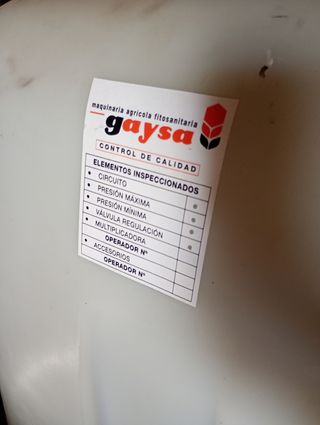 maquinaria agrícola fitosanitaria
gaysa
CONTROL DE CALIDAD
ELEMENTOS INSPECCIONADOS
• CIRCUITO
• PRESIÓN MÁXIMA
• PRESIÓN MÍNIMA
• VÁLVULA REGULACIÓN
• MULTIPLICADORA
OPERADOR Nº
• ACCESORIOS
OPERADOR Nº